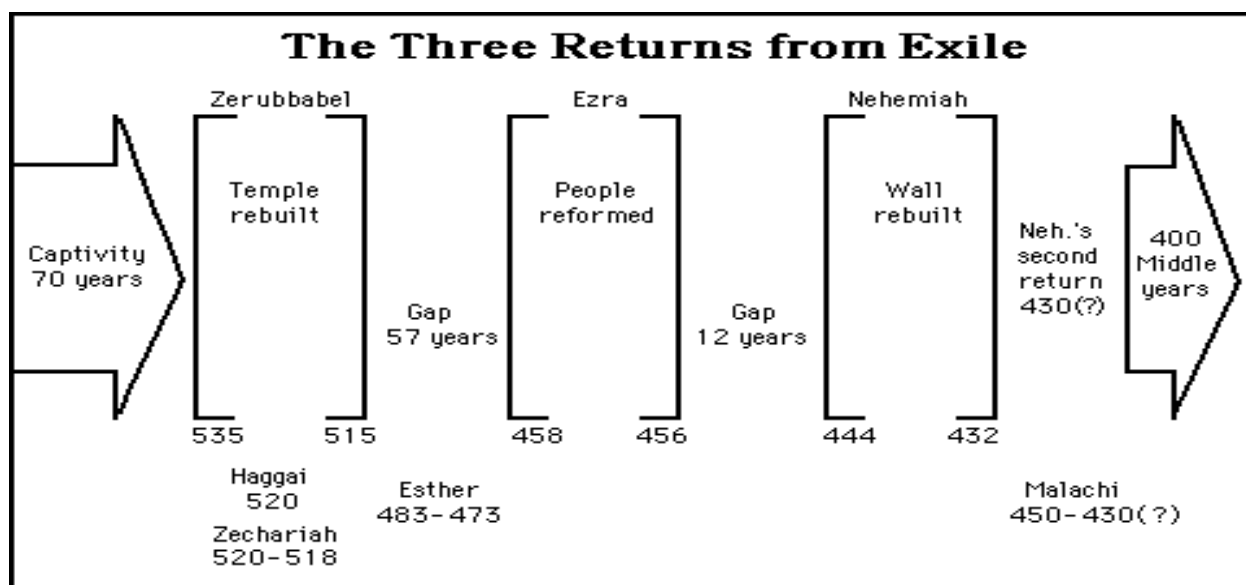 The Three Returns from Exile
Zerubbabel
Ezra
Nehemiah
Captivity
70 years
Temple
rebuilt
Gap
57 years
People
reformed
Gap
12 years
Wall
rebuilt
Neh.'s
second
return
430(?)
400
Middle
years
535
515
458
456
444
432
Haggai
520
Zechariah
520-518
Esther
483-473
Malachi
450-430(?)